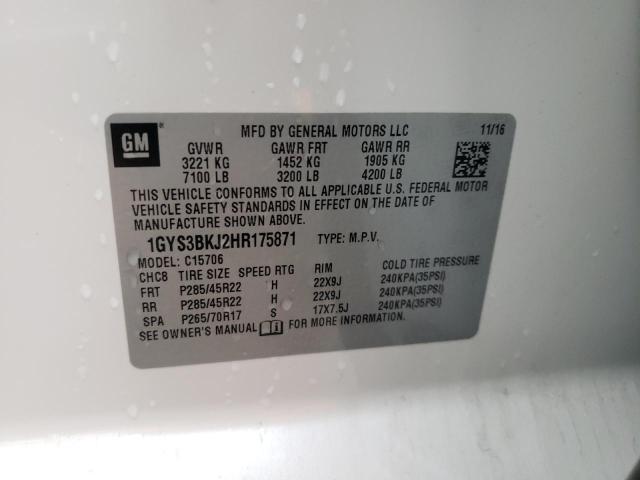 GM
MFD BY GENERAL MOTORS LLC 11/16
GVWR GAWR FRT GAWR RR
3221 KG 1452 KG 1905 KG
7100 LB 3200 LB 4200 LB
THIS VEHICLE CONFORMS TO ALL APPLICABLE U.S. FEDERAL MOTOR
VEHICLE SAFETY STANDARDS IN EFFECT ON THE DATE OF
MANUFACTURE SHOWN ABOVE.
1GYS3BKJ2HR175871 TYPE: M.P.V.
MODEL: C15706
CHC8 TIRE SIZE SPEED RTG RIM COLD TIRE PRESSURE
FRT P285/45R22 H 22X9J 240KPA(35PSI)
RR P285/45R22 H 22X9J 240KPA(35PSI)
SPA P265/70R17 S 17X7.5J 240KPA(35PSI)
SEE OWNER'S MANUAL FOR MORE INFORMATION.